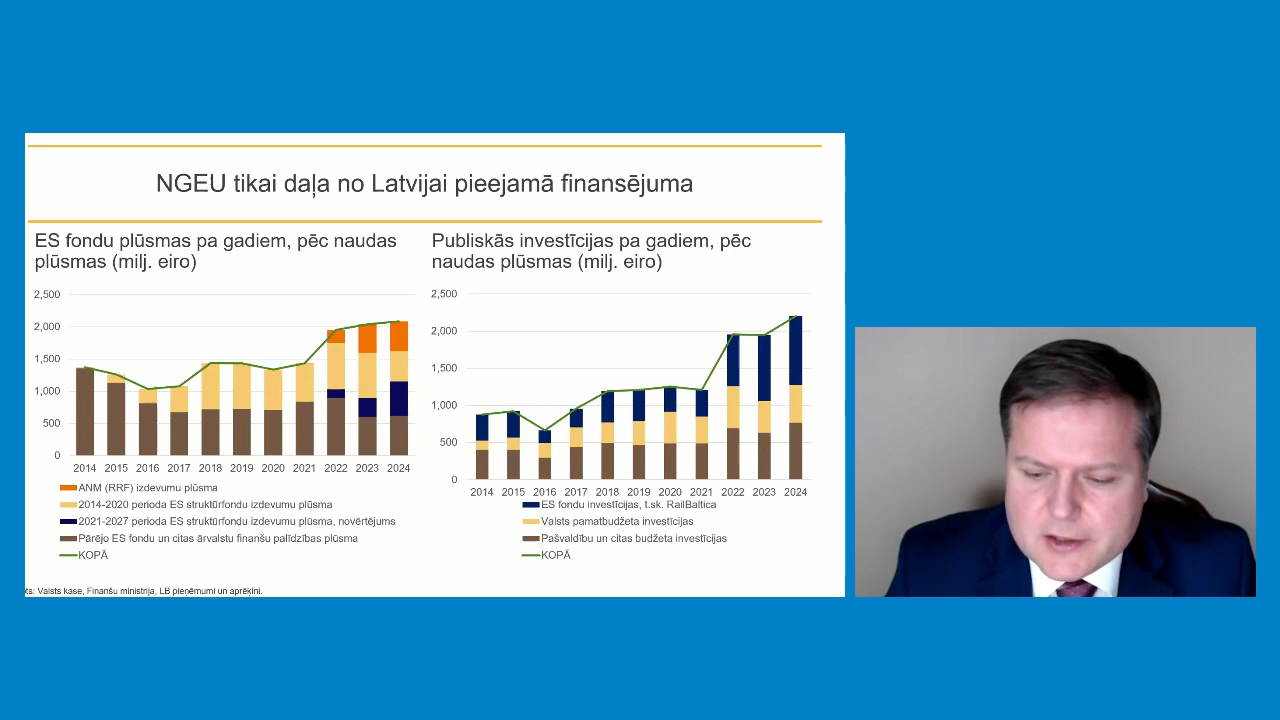 NGEU tikai daļa no Latvijai pieejamā finansējuma
ES fondu plūsmas pa gadiem, pēc naudas
plūsmas (milj. eiro)
2,500
2,000
1,500
1,000
500
0
2014 2015 2016 2017 2018 2019 2020 2021 2022 2023 2024
ANM (RRF) izdevumu plūsma
2014-2020 perioda ES struktūrfondu izdevumu plūsma
2021-2027 perioda ES struktūrfondu izdevumu plūsma, novērtējums
Pārējo ES fondu un citas ārvalstu finanšu palīdzības plūsma
KOPĀ
Publiskās investīcijas pa gadiem, pēc
naudas plūsmas (milj. eiro)
2,500
2,000
1,500
1,000
500
0
2014 2015 2016 2017 2018 2019 2020 2021 2022 2023 2024
ES fondu investīcijas, t.sk. RailBaltica
Valsts pamatbudžeta investīcijas
Pašvaldību un citas budžeta investīcijas
KOPĀ
ts: Valsts kase, Finanšu ministrija, LB pieņēmumi un aprēķini.